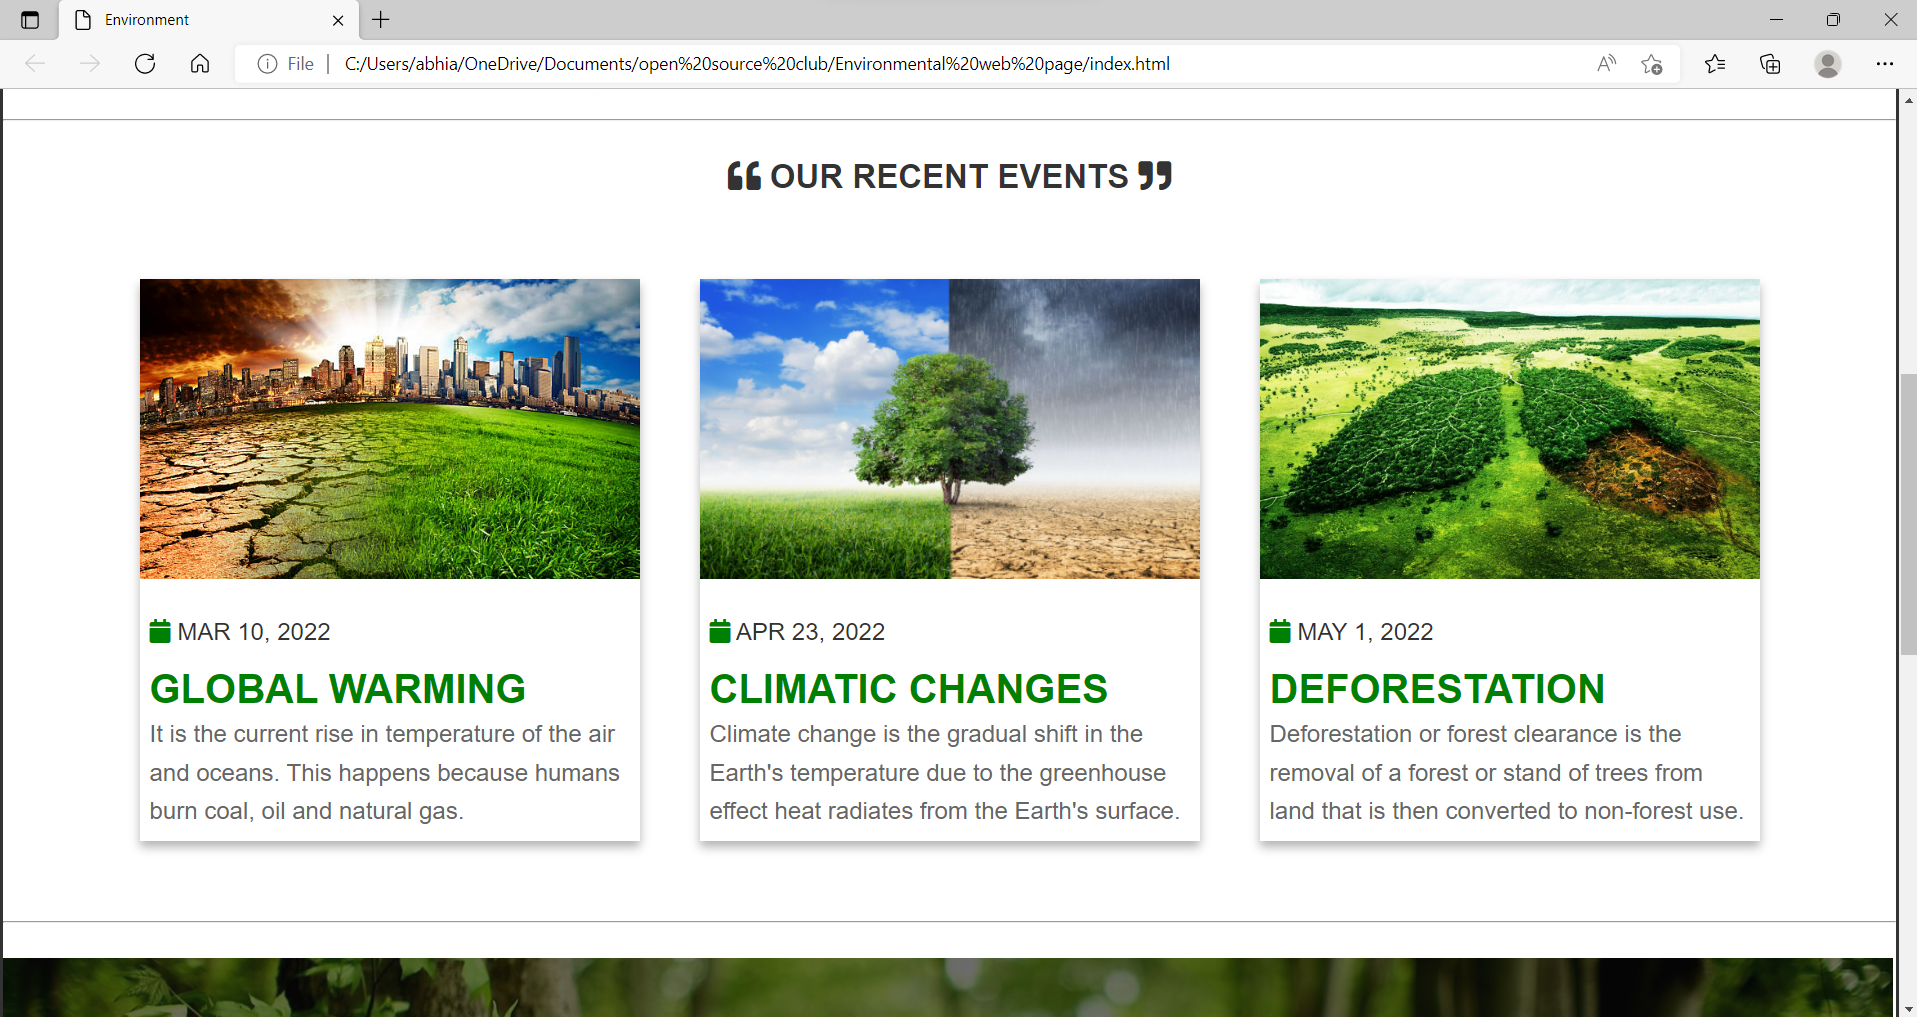 Environment
File
C:/Users/abhia/OneDrive/Documents/open%20source%20club/Environmental%20web%20page/index.html
❝ OUR RECENT EVENTS ❞
MAR 10, 2022
GLOBAL WARMING
It is the current rise in temperature of the air
and oceans. This happens because humans
burn coal, oil and natural gas.
APR 23, 2022
CLIMATIC CHANGES
Climate change is the gradual shift in the
Earth's temperature due to the greenhouse
effect heat radiates from the Earth's surface.
MAY 1, 2022
DEFORESTATION
Deforestation or forest clearance is the
removal of a forest or stand of trees from
land that is then converted to non-forest use.